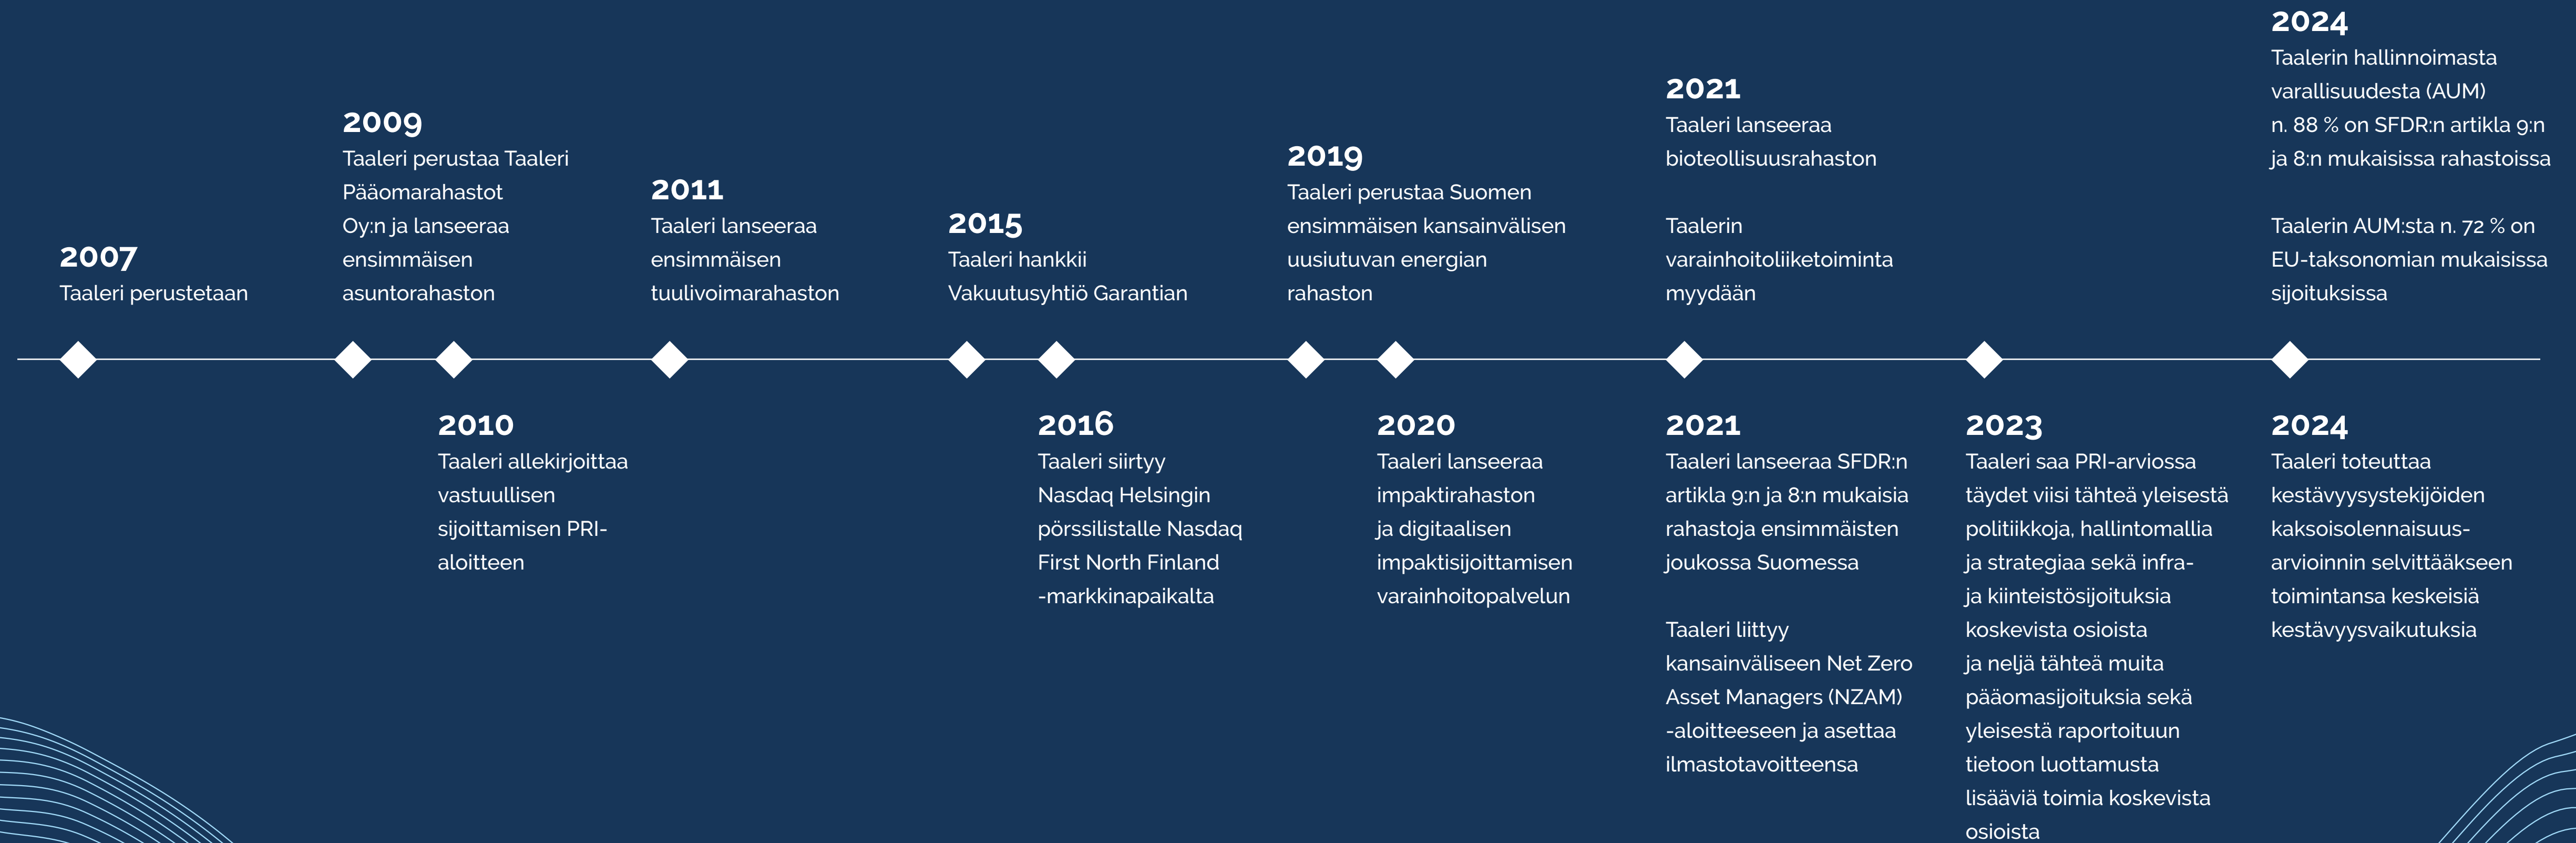 2007
Taaleri perustetaan
2009
Taaleri perustaa Taaleri
Pääomarahastot
Oy:n ja lanseeraa
ensimmäisen
asuntorahaston
2010
Taaleri allekirjoittaa
vastuullisen
sijoittamisen PRI-
aloitteen
2011
Taaleri lanseeraa
ensimmäisen
tuulivoimarahaston
2015
Taaleri hankkii
Vakuutusyhtiö Garantian
2016
Taaleri siirtyy
Nasdaq Helsingin
pörssilistalle Nasdaq
First North Finland
-markkinapaikalta
2019
Taaleri perustaa Suomen
ensimmäisen kansainvälisen
uusiutuvan energian
rahaston
2020
Taaleri lanseeraa
impaktirahaston
ja digitaalisen
impaktisijoittamisen
varainhoitopalvelun
2021
Taaleri lanseeraa
bioteollisuusrahaston
Taalerin
varainhoitoliiketoiminta
myydään
2021
Taaleri lanseeraa SFDR:n
artikla 9:n ja 8:n mukaisia
rahastoja ensimmäisten
joukossa Suomessa
Taaleri liittyy
kansainväliseen Net Zero
Asset Managers (NZAM)
-aloitteeseen ja asettaa
ilmastotavoitteensa
2023
Taaleri saa PRI-arviossa
täydet viisi tähteä yleisestä
politiikkoja, hallintomallia
ja strategiaa sekä infra-
ja kiinteistösijoituksia
koskevista osioista
ja neljä tähteä muita
pääomasijoituksia sekä
yleisestä raportoituun
tietoon luottamusta
lisääviä toimia koskevista
osioista
2024
Taalerin hallinnoimasta
varallisuudesta (AUM)
n. 88 % on SFDR:n artikla 9:n
ja 8:n mukaisissa rahastoissa
Taalerin AUM:sta n. 72 % on
EU-taksonomian mukaisissa
sijoituksissa
2024
Taaleri toteuttaa
kestävyystekijöiden
kaksoisolennaisuus-
arvioinnin selvittääkseen
toimintansa keskeisiä
kestävyysvaikutuksia